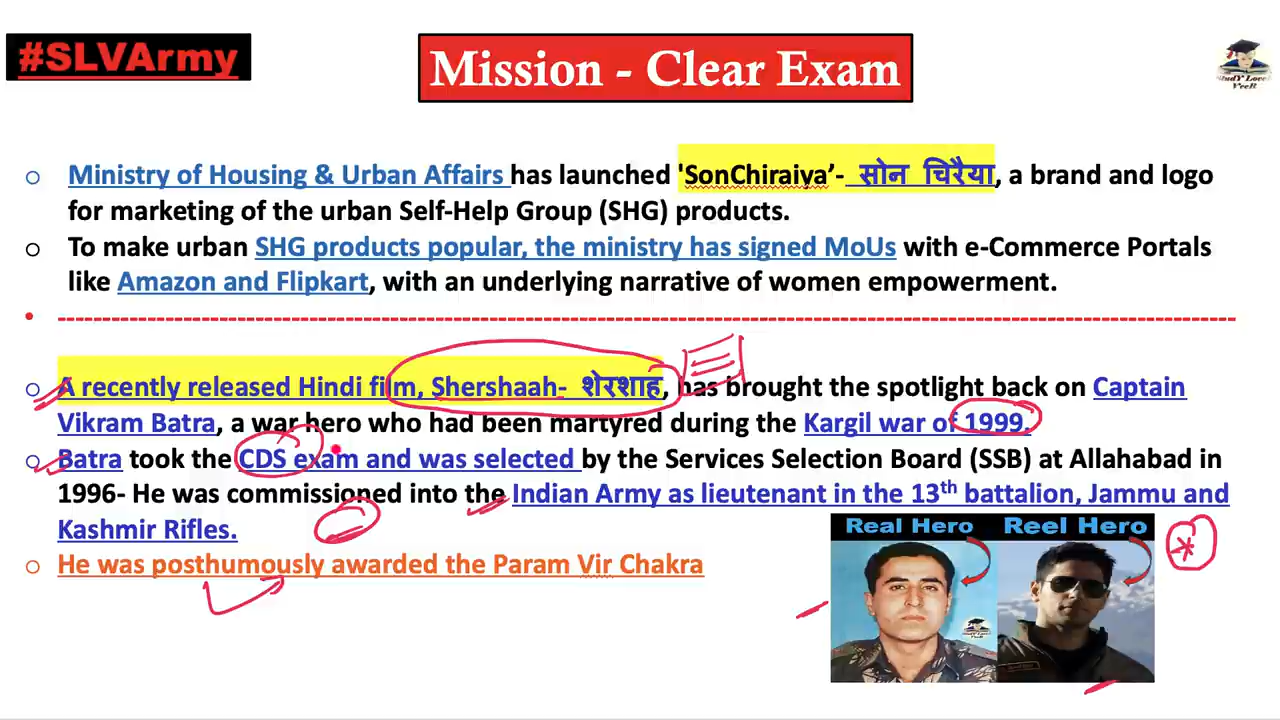 #SLVArmy
Mission - Clear Exam
StudY LoveR
VeeR
Ministry of Housing & Urban Affairs has launched 'SonChiraiya’- सोन चिरैया, a brand and logo
for marketing of the urban Self-Help Group (SHG) products.
To make urban SHG products popular, the ministry has signed MoUs with e-Commerce Portals
like Amazon and Flipkart, with an underlying narrative of women empowerment.
A recently released Hindi film, Shershaah- शेरशाह, has brought the spotlight back on Captain
Vikram Batra, a war hero who had been martyred during the Kargil war of 1999.
Batra took the CDS exam and was selected by the Services Selection Board (SSB) at Allahabad in
1996- He was commissioned into the Indian Army as lieutenant in the 13th battalion, Jammu and
Kashmir Rifles.
He was posthumously awarded the Param Vir Chakra
Real Hero
Reel Hero